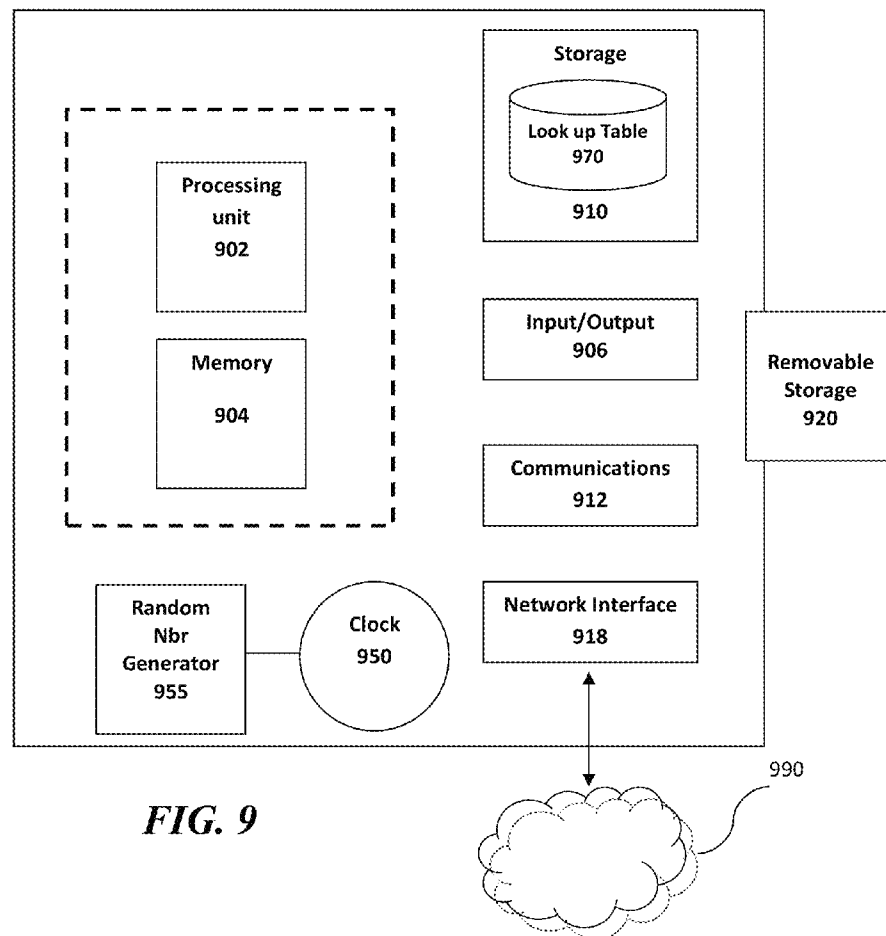 Storage
Look up Table
970
910
Processing
unit
902
Input/Output
906
Memory
904
Removable
Storage
920
Communications
912
Random
Nbr
Generator
955
Clock
950
Network Interface
918
990
FIG. 9